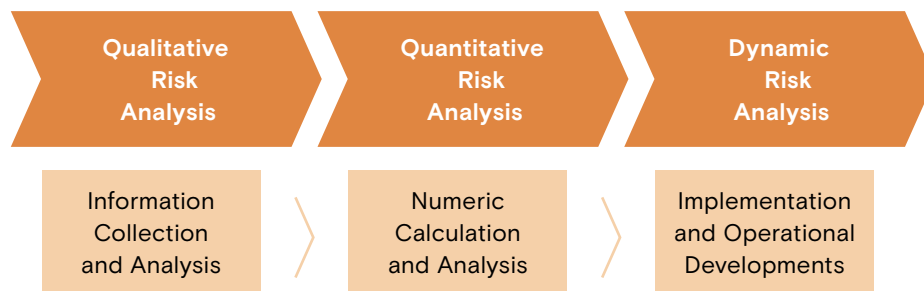 Qualitative
Risk
Analysis
Quantitative
Risk
Analysis
Dynamic
Risk
Analysis
Information
Collection
and Analysis
Numeric
Calculation
and Analysis
Implementation
and Operational
Developments